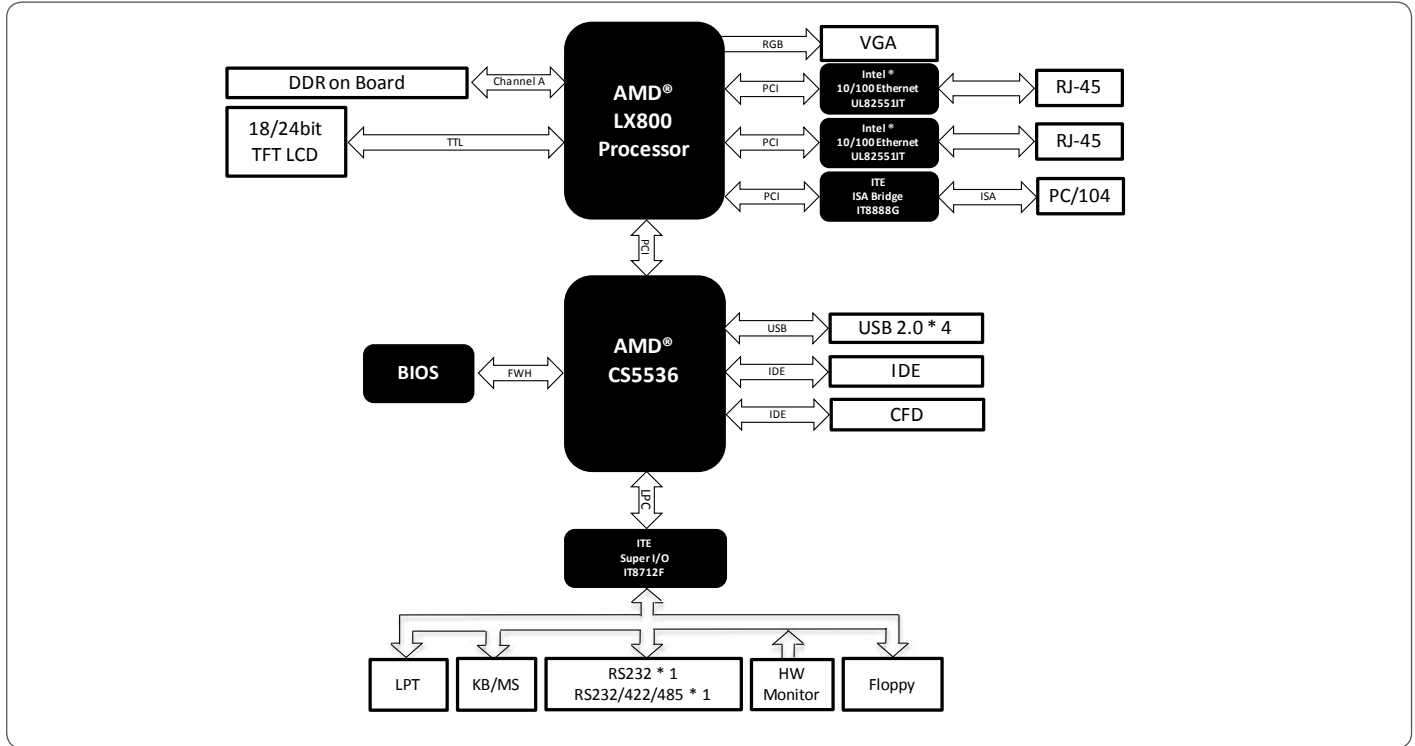 RGB
VGA
DDR on Board
Channel A
AMD®
LX800
Processor
PCI
Intel ®
10/100 Ethernet
UL82551IT
RJ-45
18/24bit
TFT LCD
TTL
PCI
Intel ®
10/100 Ethernet
UL82551IT
RJ-45
PCI
ITE
ISA Bridge
IT8888G
ISA
PC/104
PCI
AMD®
CS5536
USB
USB 2.0 * 4
BIOS
FWH
IDE
IDE
IDE
CFD
LPC
ITE
Super I/O
IT8712F
LPT
KB/MS
RS232 * 1
RS232/422/485 * 1
HW
Monitor
Floppy